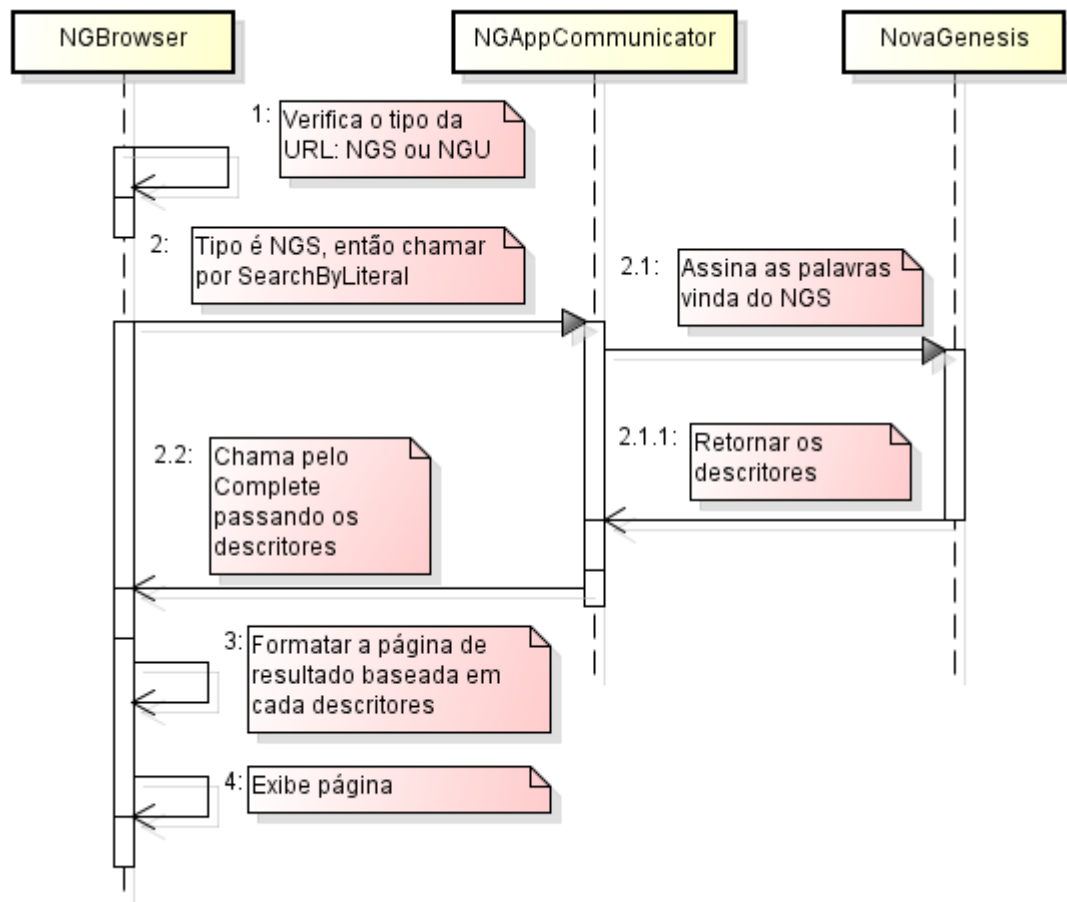 NGBrowser
NGAppCommunicator
NovaGenesis
1: Verifica o tipo da
URL: NGS ou NGU
2: Tipo é NGS, então chamar
por SearchByLiteral
2.1: Assina as palavras
vinda do NGS
2.1.1: Retornar os
descritores
2.2: Chama pelo
Complete
passando os
descritores
3: Formatar a página de
resultado baseada em
cada descritores
4: Exibe página